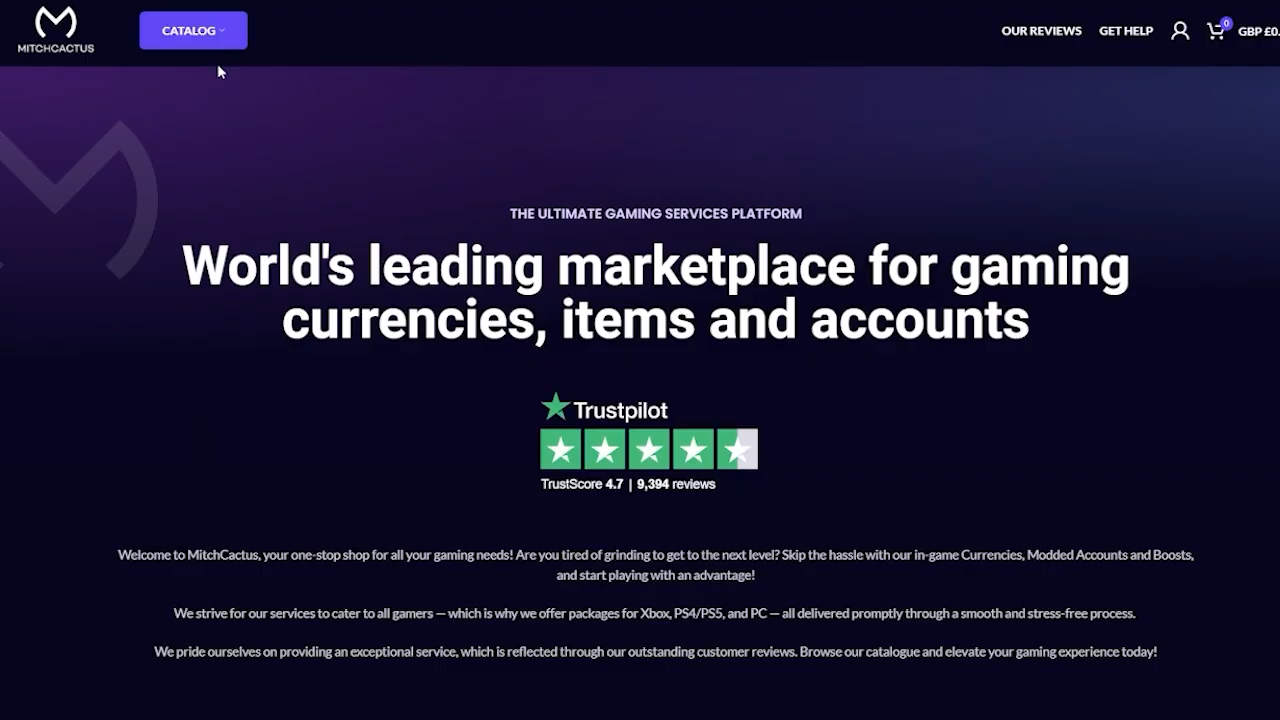 MITCHCACTUS
CATALOG
OUR REVIEWS
GET HELP
0
GBP £0.
THE ULTIMATE GAMING SERVICES PLATFORM
World's leading marketplace for gaming
currencies, items and accounts
Trustpilot
TrustScore 4.7 | 9,394 reviews
Welcome to MitchCactus, your one-stop shop for all your gaming needs! Are you tired of grinding to get to the next level? Skip the hassle with our in-game Currencies, Modded Accounts and Boosts,
and start playing with an advantage!
We strive for our services to cater to all gamers — which is why we offer packages for Xbox, PS4/PS5, and PC — all delivered promptly through a smooth and stress-free process.
We pride ourselves on providing an exceptional service, which is reflected through our outstanding customer reviews. Browse our catalogue and elevate your gaming experience today!